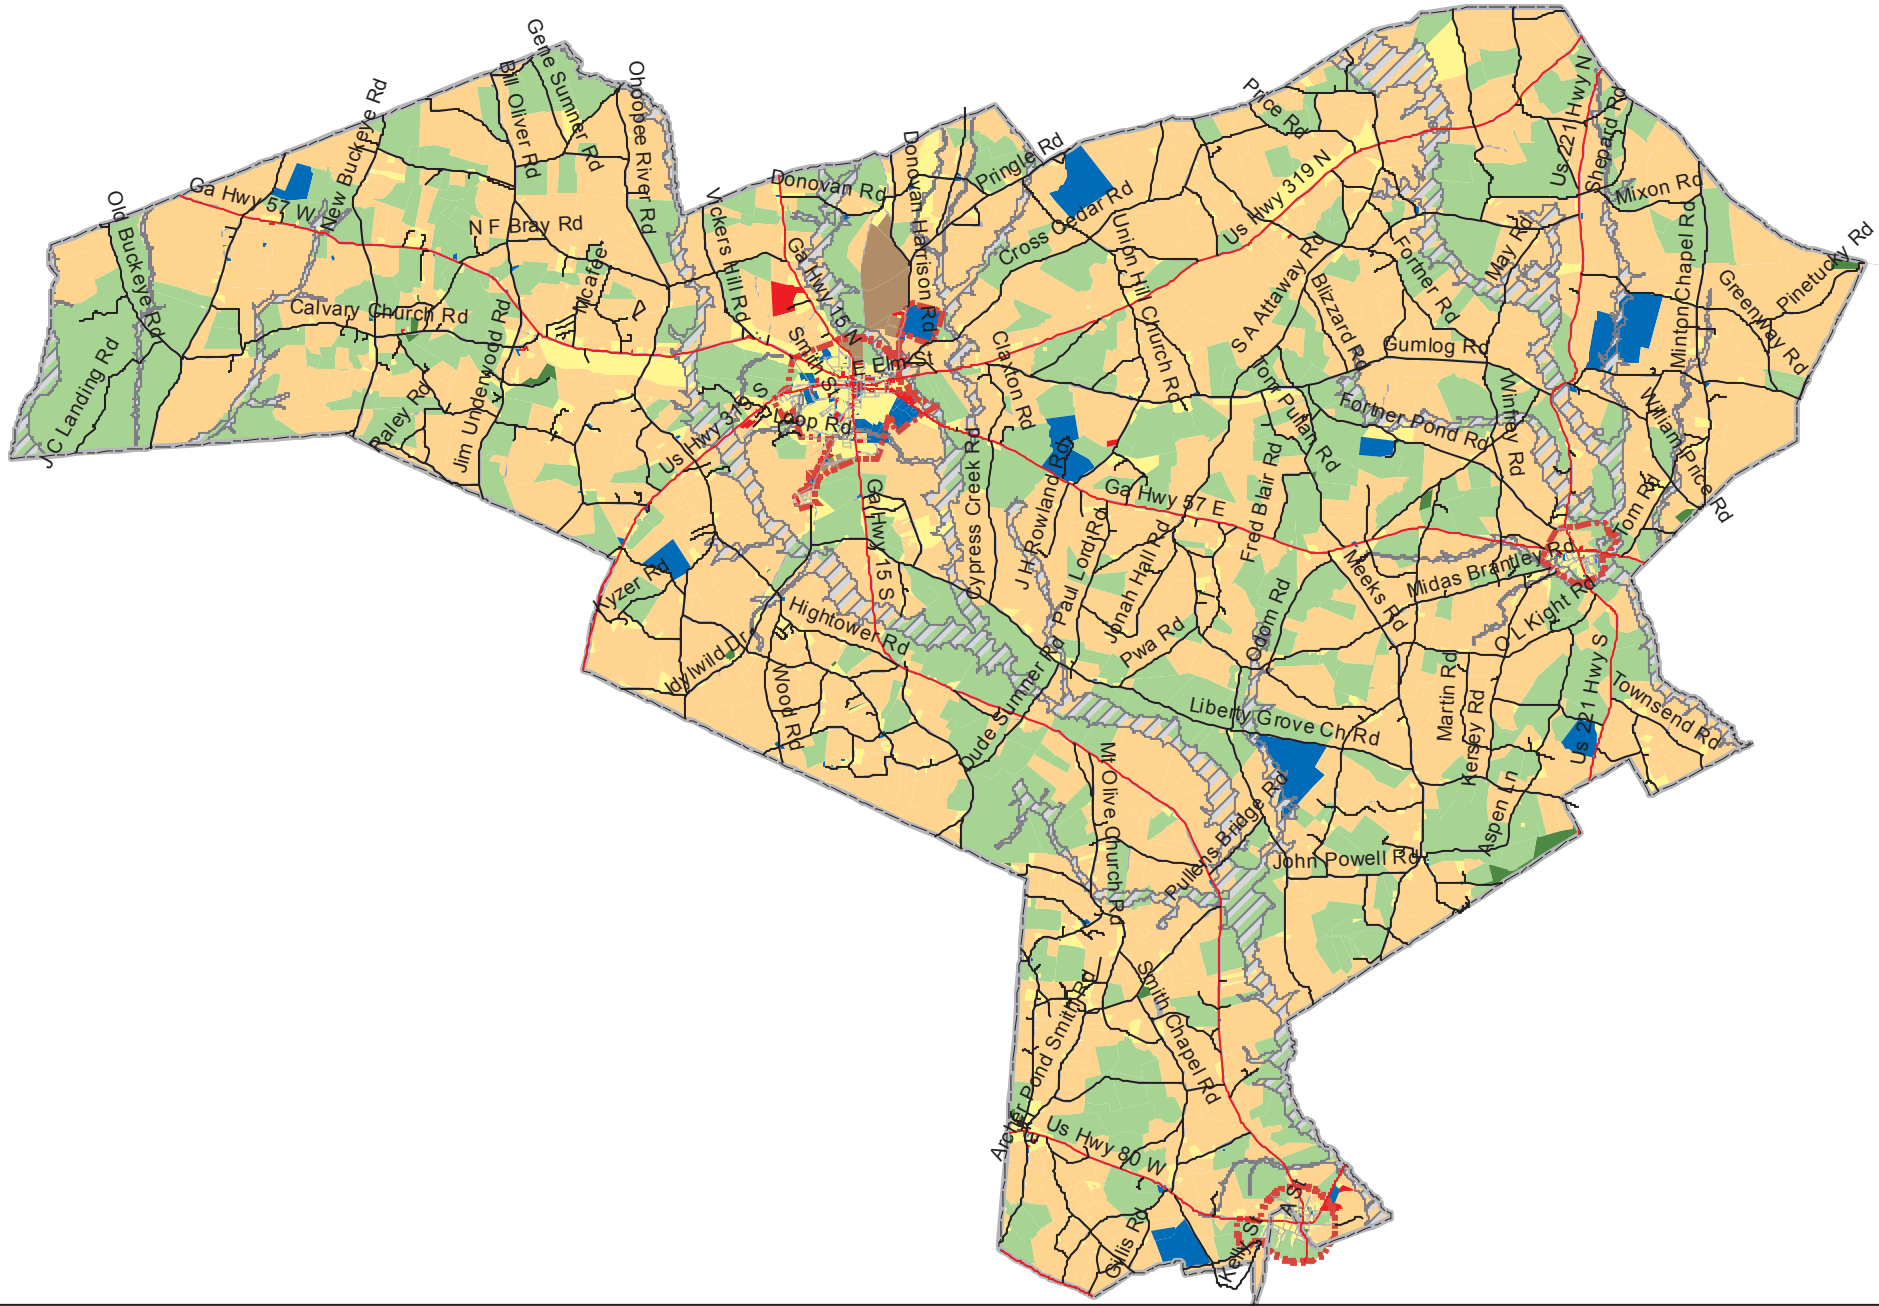 Gene Sumner Rd
Bill Oliver Rd
Ohoopee River Rd
New Buckeye Rd
Ga Hwy 57 W
Old Buckeye Rd
N F Bray Rd
Mcafee
Calvary Church Rd
J C Landing Rd
Raley Rd
Jim Underwood Rd
Vickers Hill Rd
Donovan Rd
Donovan Harrison Rd
Pringle Rd
Cross Cedar Rd
Ga Hwy 15 N
Smith St
E Elm St
Loop Rd
Us Hwy 319 S
Price Rd
Us Hwy 319 N
Union Hill Church Rd
S A Attaway Rd
Blizzard Rd
Fortner Rd
May Rd
Us 221 Hwy N
Shepard Rd
Mixon Rd
Minton Chapel Rd
Greenway Rd
Pinetucky Rd
Gumlog Rd
Claxton Rd
Tom Pullan Rd
Fortner Pond Rd
Winfrey Rd
William Price Rd
Tom Rd
Cypress Creek Rd
J H Rowland Rd
Ga Hwy 57 E
Fred Blair Rd
Paul Lord Rd
Jonah Hall Rd
Ga Hwy 15 S
Kyzer Rd
Hightower Rd
Idylwild Dr
Wood Rd
Dude Sumner Rd
Pwa Rd
Odom Rd
Meeks Rd
Midas Brantley Rd
O L Kight Rd
Martin Rd
Kersey Rd
Us 221 Hwy S
Townsend Rd
Liberty Grove Ch Rd
Mt Olive Church Rd
Pullens Bridge Rd
Aspen Ln
John Powell Rd
Smith Chapel Rd
Archer Pond Smith Rd
Us Hwy 80 W
Gillis Rd
Kelly St
A St